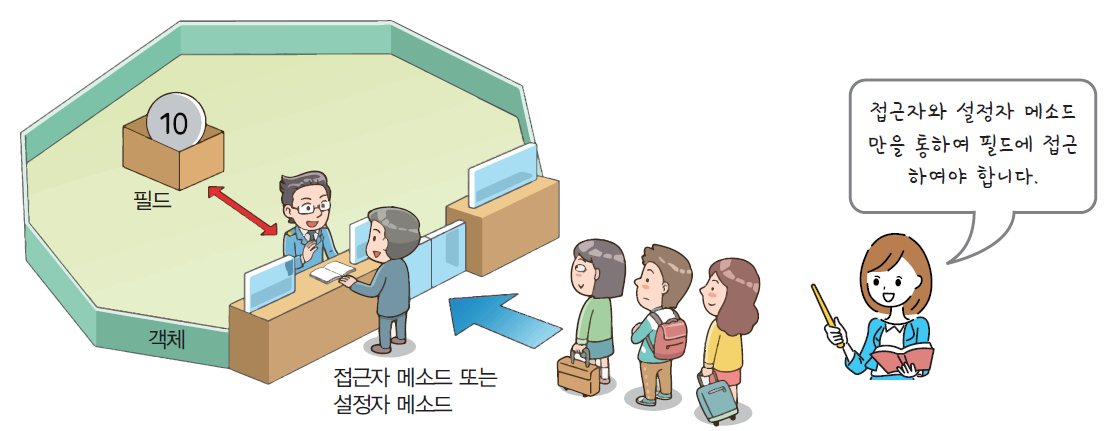 10
필드
객체
접근자 메소드 또는
설정자 메소드
접근자와 설정자 메소드
만을 통하여 필드에 접근
하여야 합니다.